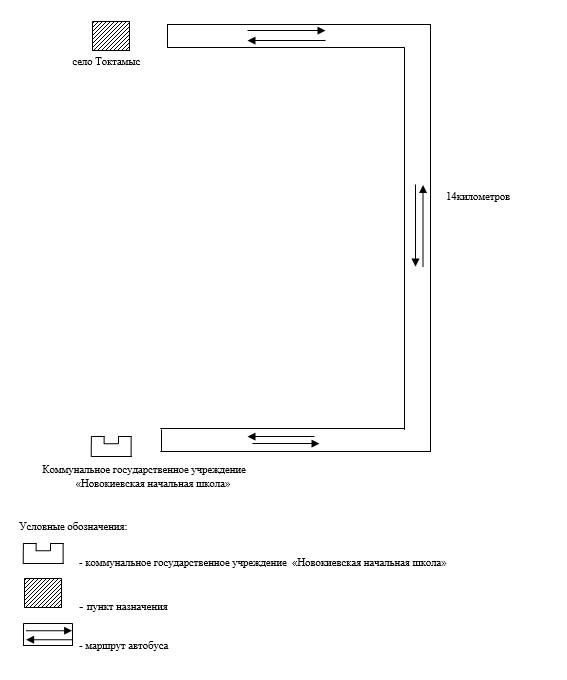 село Токтамыс
14километров
Коммунальное государственное учреждение
«Новокиевская начальная школа»
Условные обозначения:
- коммунальное государственное учреждение «Новокиевская начальная школа»
- пункт назначения
- маршрут автобуса